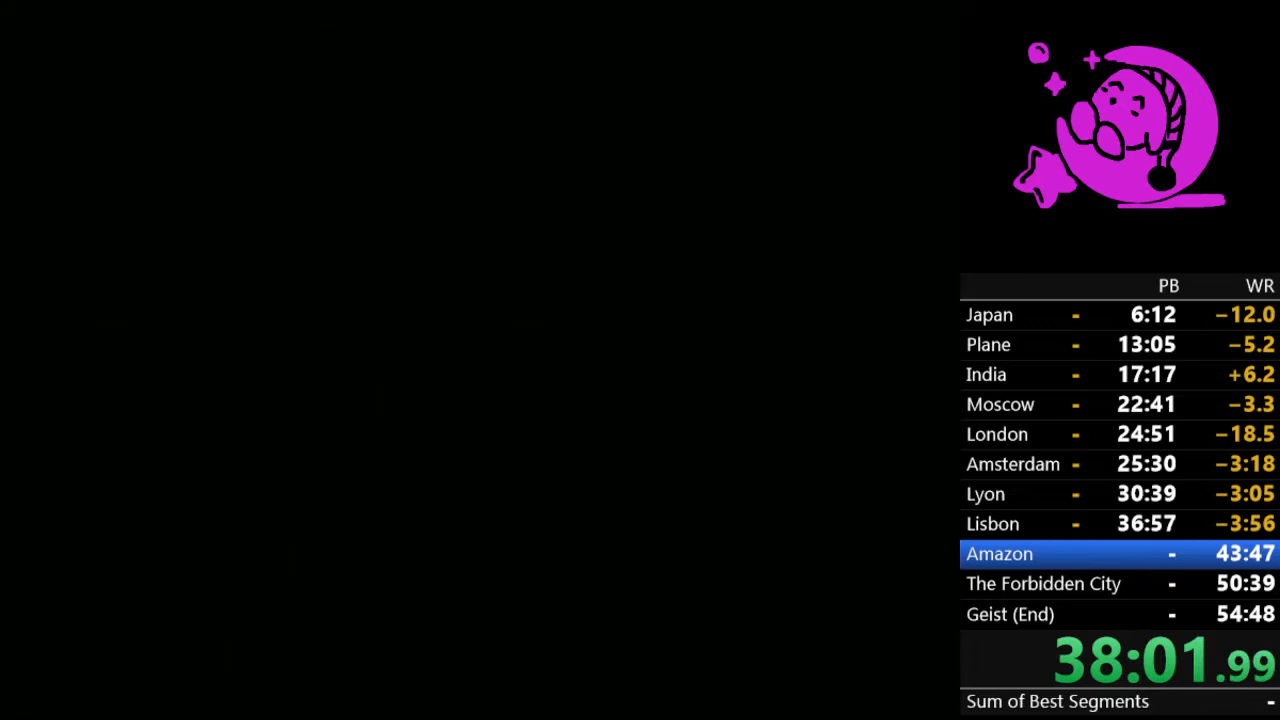 PB WR
Japan - 6:12 −12.0
Plane - 13:05 −5.2
India - 17:17 +6.2
Moscow - 22:41 −3.3
London - 24:51 −18.5
Amsterdam - 25:30 −3:18
Lyon - 30:39 −3:05
Lisbon - 36:57 −3:56
Amazon - 43:47
The Forbidden City - 50:39
Geist (End) - 54:48
38:01.99
Sum of Best Segments -